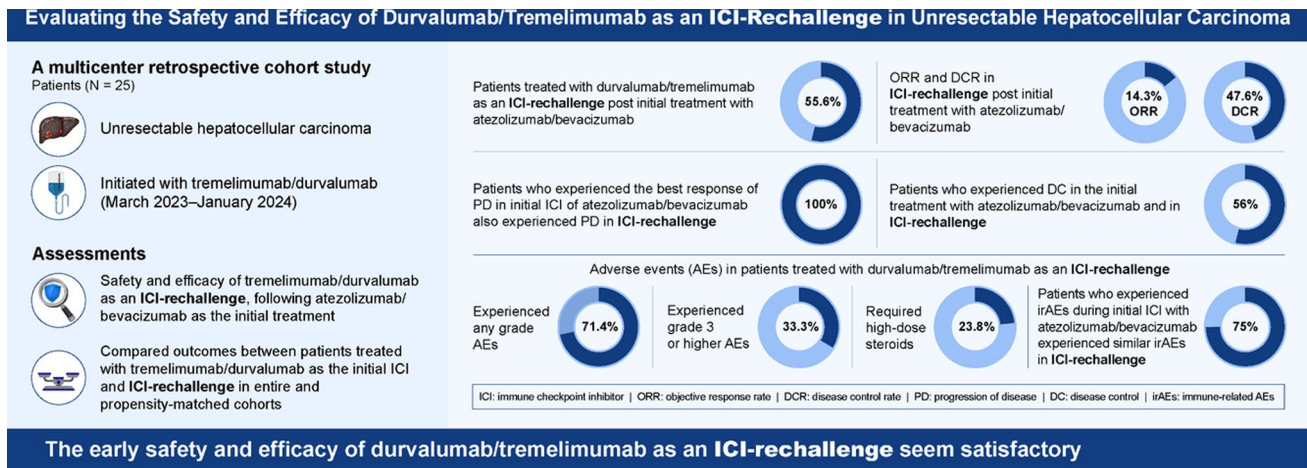 Evaluating the Safety and Efficacy of Durvalumab/Tremelimumab as an ICI-Rechallenge in Unresectable Hepatocellular Carcinoma
A multicenter retrospective cohort study
Patients (N = 25)
Unresectable hepatocellular carcinoma
Initiated with tremelimumab/durvalumab
(March 2023–January 2024)
Assessments
Safety and efficacy of tremelimumab/durvalumab
as an ICI-rechallenge, following atezolizumab/
bevacizumab as the initial treatment
Compared outcomes between patients treated
with tremelimumab/durvalumab as the initial ICI
and ICI-rechallenge in entire and
propensity-matched cohorts
Patients treated with durvalumab/tremelimumab
as an ICI-rechallenge post initial treatment with
atezolizumab/bevacizumab
55.6%
ORR and DCR in
ICI-rechallenge post initial
treatment with atezolizumab/
bevacizumab
14.3%
ORR
47.6%
DCR
Patients who experienced the best response of
PD in initial ICI of atezolizumab/bevacizumab
also experienced PD in ICI-rechallenge
100%
Patients who experienced DC in the initial
treatment with atezolizumab/bevacizumab and in
ICI-rechallenge
56%
Adverse events (AEs) in patients treated with durvalumab/tremelimumab as an ICI-rechallenge
Experienced
any grade
AEs
71.4%
Experienced
grade 3
or higher AEs
33.3%
Required
high-dose
steroids
23.8%
Patients who experienced
irAEs during initial ICI with
atezolizumab/bevacizumab
experienced similar irAEs
in ICI-rechallenge
75%
ICI: immune checkpoint inhibitor | ORR: objective response rate | DCR: disease control rate | PD: progression of disease | DC: disease control | irAEs: immune-related AEs
The early safety and efficacy of durvalumab/tremelimumab as an ICI-rechallenge seem satisfactory